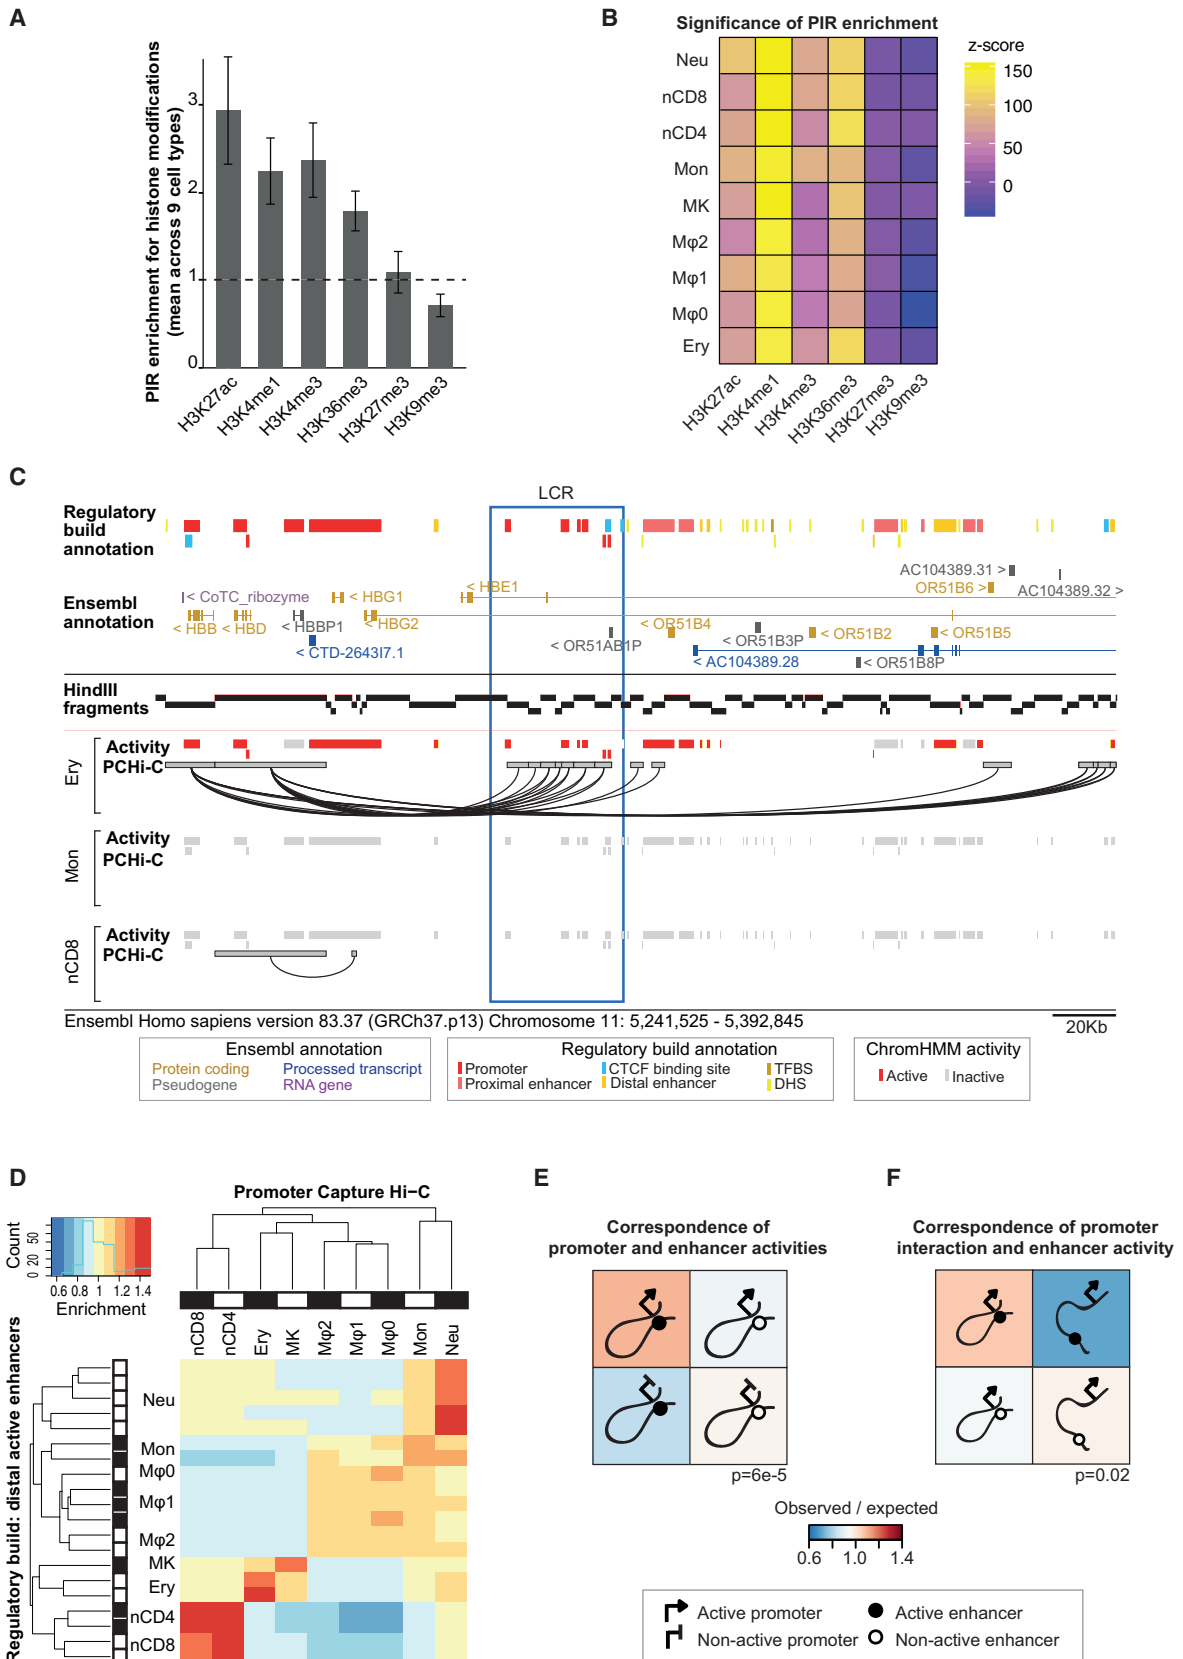 A
PIR enrichment for histone modifications
(mean across 9 cell types)
3
2
1
0
H3K27ac
H3K4me1
H3K4me3
H3K36me3
H3K27me3
H3K9me3
B
Significance of PIR enrichment
Neu
nCD8
nCD4
Mon
MK
Mφ2
Mφ1
Mφ0
Ery
H3K27ac
H3K4me1
H3K4me3
H3K36me3
H3K27me3
H3K9me3
z-score
150
100
50
0
C
LCR
Regulatory
build
annotation
Ensembl
annotation
< CoTC_ribozyme
< HBB
< HBD
< HBBP1
< CTD-2643I7.1
< HBG1
< HBG2
< HBE1
< OR51AB1P
< OR51B4
< AC104389.28
< OR51B3P
< OR51B2
< OR51B8P
< OR51B5
OR51B6 >
AC104389.31 >
AC104389.32 >
HindIII
fragments
Ery
Activity
PCHi-C
Mon
Activity
PCHi-C
nCD8
Activity
PCHi-C
Ensembl Homo sapiens version 83.37 (GRCh37.p13) Chromosome 11: 5,241,525 - 5,392,845
20Kb
Ensembl annotation
Protein coding
Processed transcript
Pseudogene
RNA gene
Regulatory build annotation
Promoter
CTCF binding site
TFBS
Proximal enhancer
Distal enhancer
DHS
ChromHMM activity
Active
Inactive
D
Promoter Capture Hi−C
Count
0 20 50
0.6 0.8 1 1.2 1.4
Enrichment
nCD8
nCD4
Ery
MK
Mφ2
Mφ1
Mφ0
Mon
Neu
Regulatory build: distal active enhancers
Neu
Mon
Mφ0
Mφ1
Mφ2
MK
Ery
nCD4
nCD8
E
Correspondence of
promoter and enhancer activities
p=6e-5
F
Correspondence of promoter
interaction and enhancer activity
p=0.02
Observed / expected
0.6 1.0 1.4
Active promoter
Active enhancer
Non-active promoter
Non-active enhancer